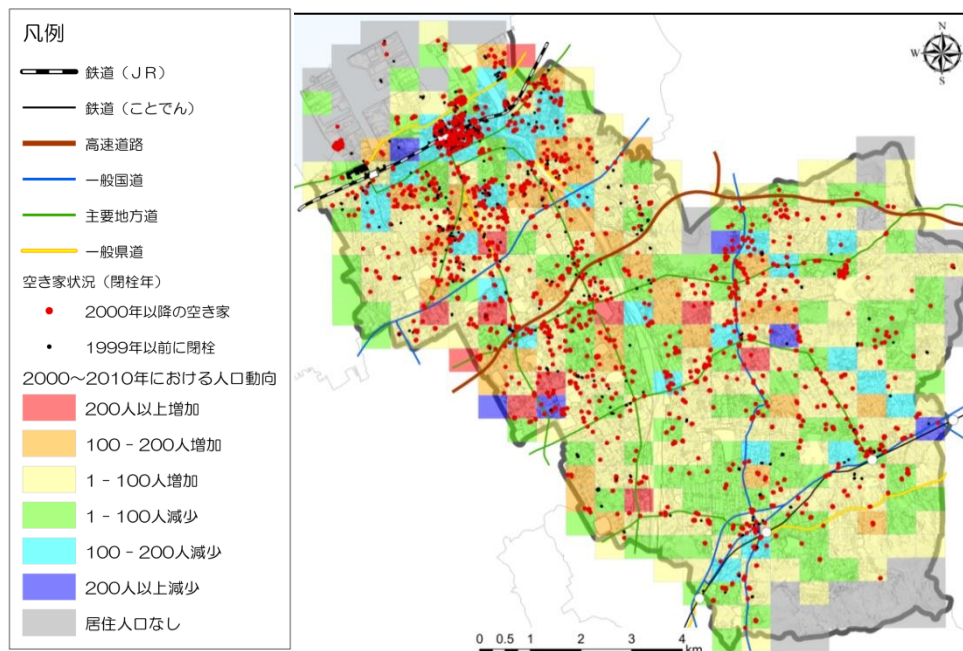 凡例
鉄道（ＪＲ）
鉄道（ことでん）
高速道路
一般国道
主要地方道
一般県道
空き家状況（閉栓年）
2000年以降の空き家
1999年以前に閉栓
2000～2010年における人口動向
200人以上増加
100－200人増加
1－100人増加
1－100人減少
100－200人減少
200人以上減少
居住人口なし
N
W E
S
0 0.5 1 2 3 4
km